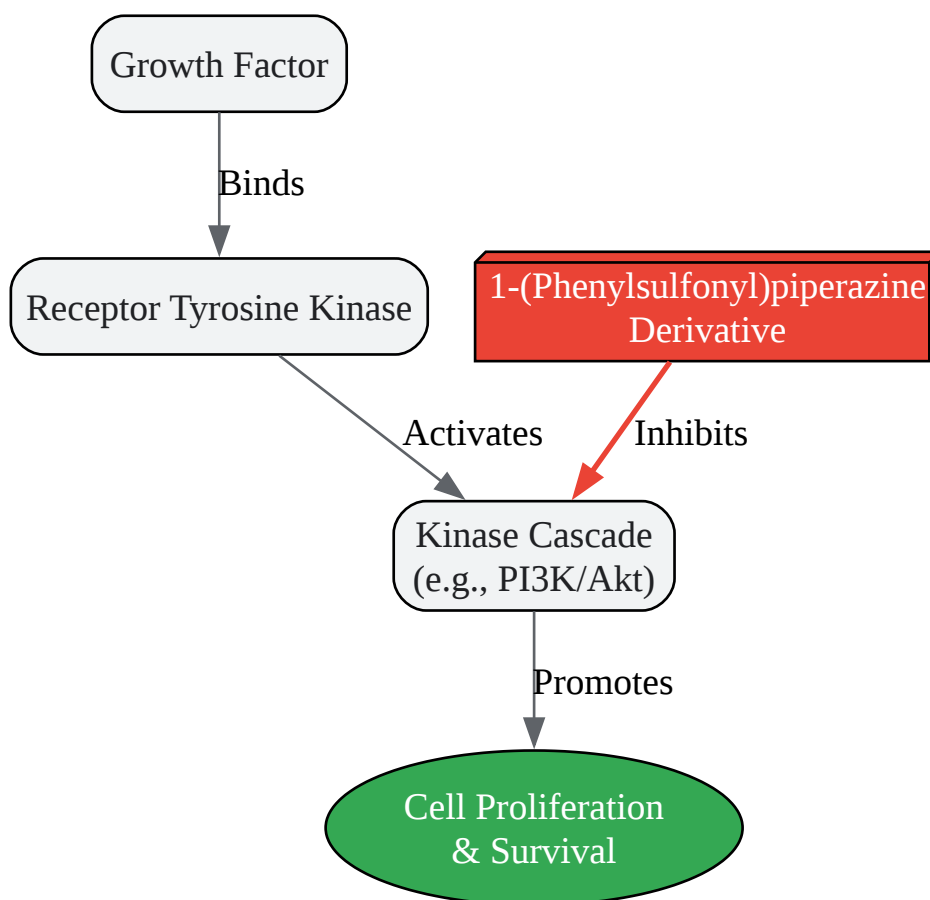 Growth Factor
Binds
Receptor Tyrosine Kinase
1-(Phenylsulfonyl)piperazine
Derivative
Activates
Inhibits
Kinase Cascade
(e.g., PI3K/Akt)
Promotes
Cell Proliferation
& Survival